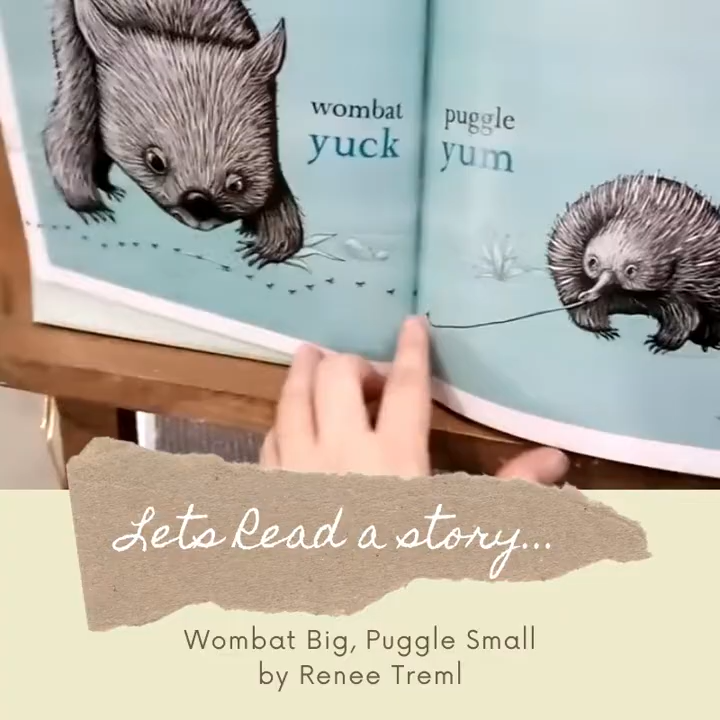 wombat
yuck
puggle
yum
Lets Read a story...
Wombat Big, Puggle Small
by Renee Treml